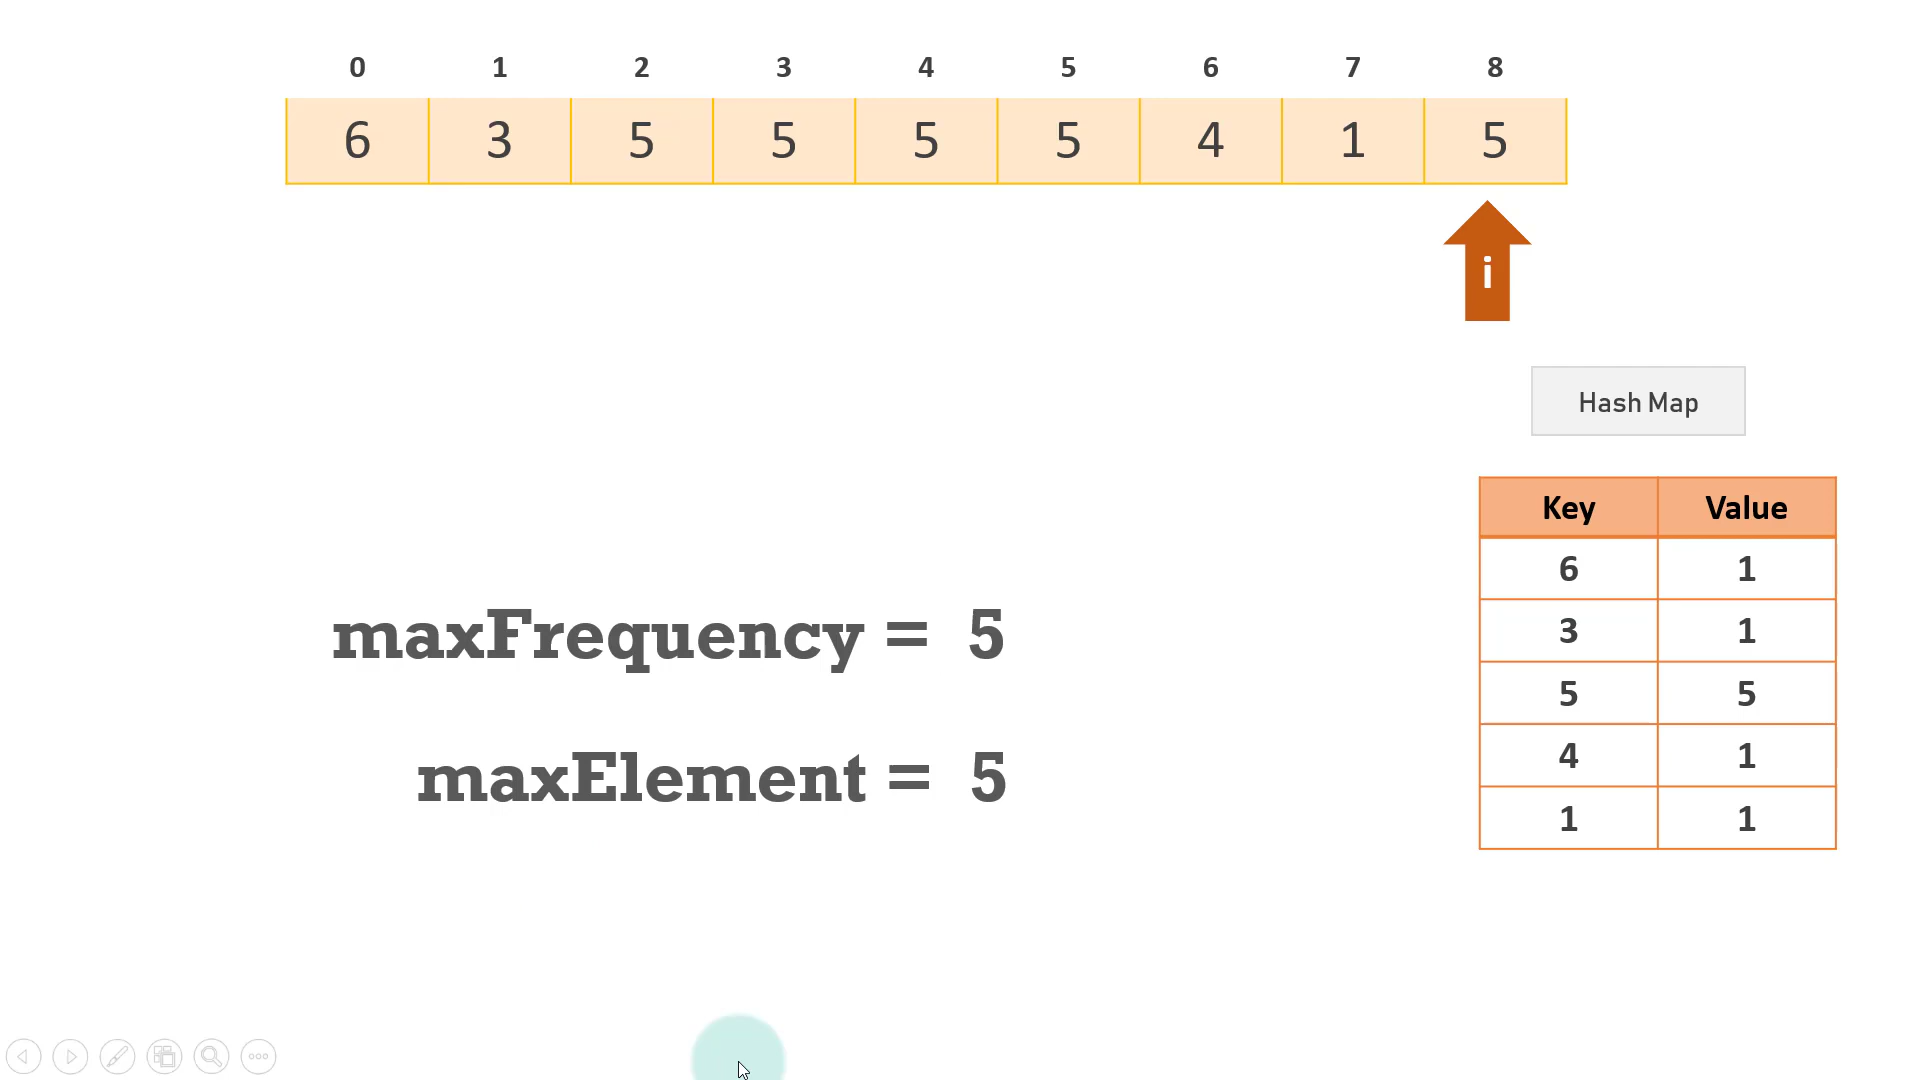 0 1 2 3 4 5 6 7 8
6 3 5 5 5 5 4 1 5
i
Hash Map
Key Value
6 1
3 1
5 5
4 1
1 1
maxFrequency = 5
maxElement = 5